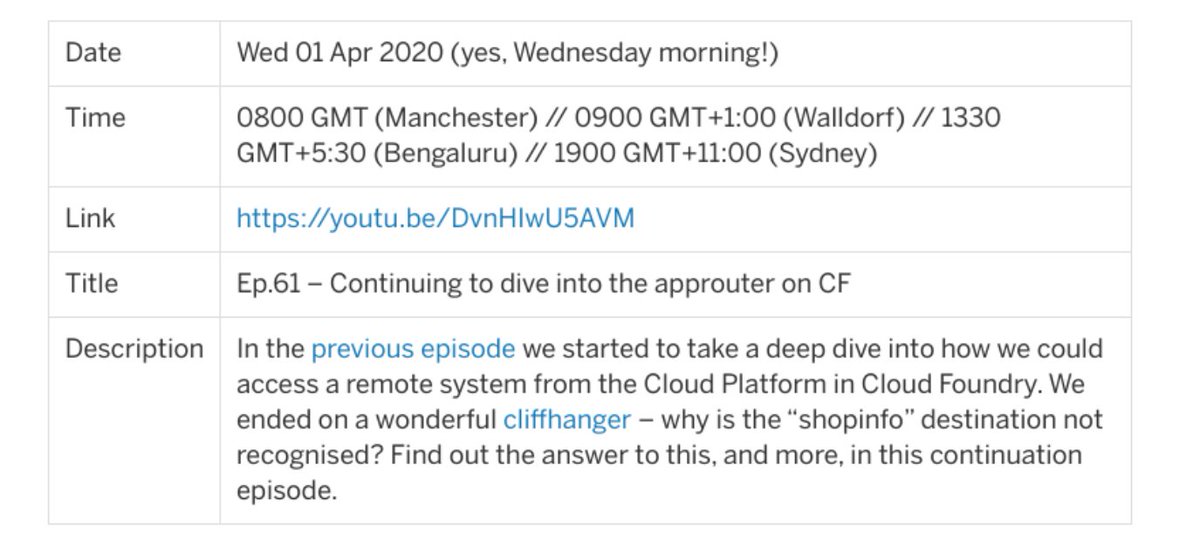 Date
Wed 01 Apr 2020 (yes, Wednesday morning!)
Time
0800 GMT (Manchester) // 0900 GMT+1:00 (Walldorf) // 1330
GMT+5:30 (Bengaluru) // 1900 GMT+11:00 (Sydney)
Link
https://youtu.be/DvnHIwU5AVM
Title
Ep.61 – Continuing to dive into the approuter on CF
Description
In the previous episode we started to take a deep dive into how we could
access a remote system from the Cloud Platform in Cloud Foundry. We
ended on a wonderful cliffhanger – why is the “shopinfo” destination not
recognised? Find out the answer to this, and more, in this continuation
episode.